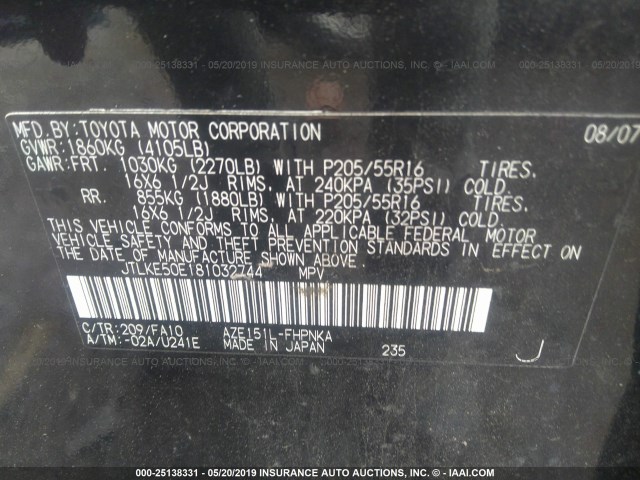 000-25138331 - 05/20/2019 INSURANCE AUTO AUCTIONS INC. © - IAAI.COM
MFD.BY:TOYOTA MOTOR CORPORATION 08/07
GVWR:1860KG (4105LB)
GAWR:FRT. 1030KG (2270LB) WITH P205/55R16 TIRES.
16X6 1/2J RIMS, AT 240KPA (35PSI) COLD.
RR. 855KG (1880LB) WITH P205/55R16 TIRES.
16X6 1/2J RIMS, AT 220KPA (32PSI) COLD.
THIS VEHICLE CONFORMS TO ALL APPLICABLE FEDERAL MOTOR
VEHICLE SAFETY AND THEFT PREVENTION STANDARDS IN EFFECT ON
THE DATE OF MANUFACTURE SHOWN ABOVE.
JTLKE50E181032744 MPV
C/TR:209/FA10 AZE151L-FHPNKA
A/TM:-02A/U241E MADE IN JAPAN 235 J
000-25138331 - 05/20/2019 INSURANCE AUTO AUCTIONS INC. © - IAAI.COM